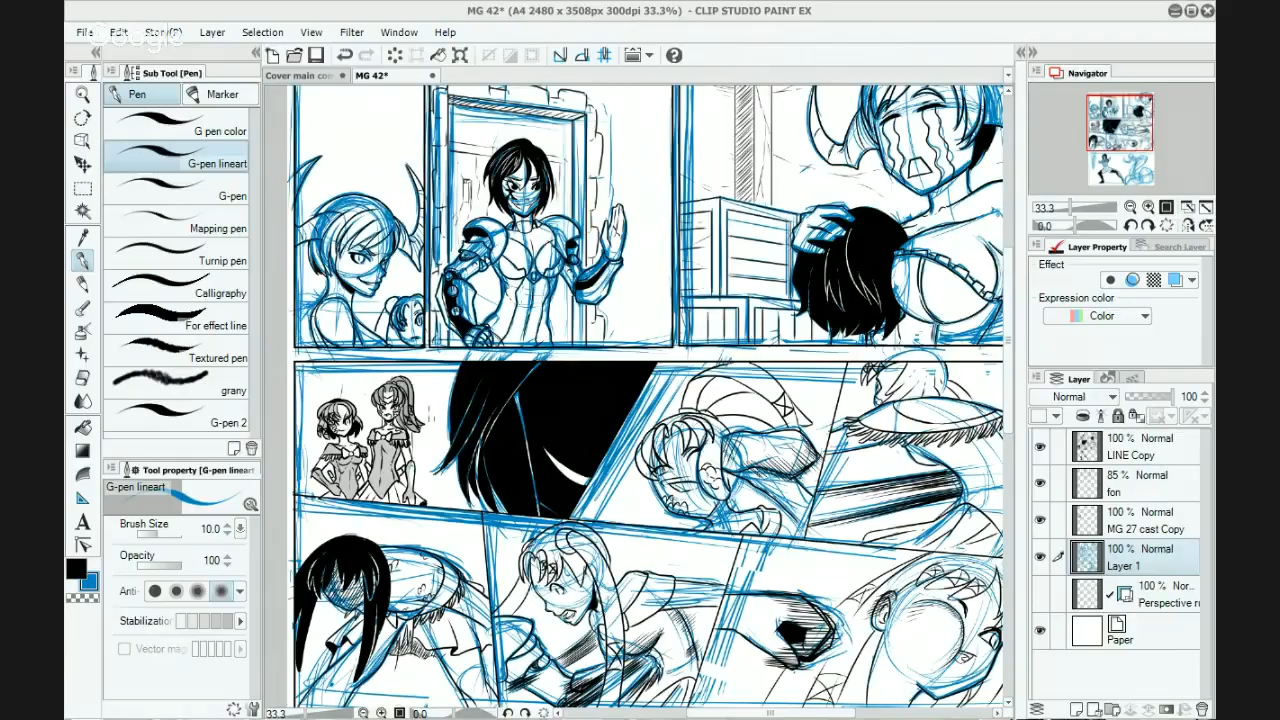 MG 42* (A4 2480 x 3508px 300dpi 33.3%) - CLIP STUDIO PAINT EX
File Edit Story(P) Layer Selection View Filter Window Help
Google
Sub Tool [Pen]
Cover main co
MG 42*
Navigator
Pen
Marker
G pen color
G-pen lineart
G-pen
Mapping pen
Turnip pen
Calligraphy
For effect line
Textured pen
grany
G-pen 2
Tool property [G-pen lineart
G-pen lineart
Brush Size 10.0
Opacity 100
Anti-
Stabilization
Vector mag
33.3 0.0
33.3
0.0
Layer Property Search Layer
Effect
Expression color
Color
Layer
Normal 100
100 % Normal
LINE Copy
85 % Normal
fon
100 % Normal
MG 27 cast Copy
100 % Normal
Layer 1
100 % Nor...
Perspective r
Paper